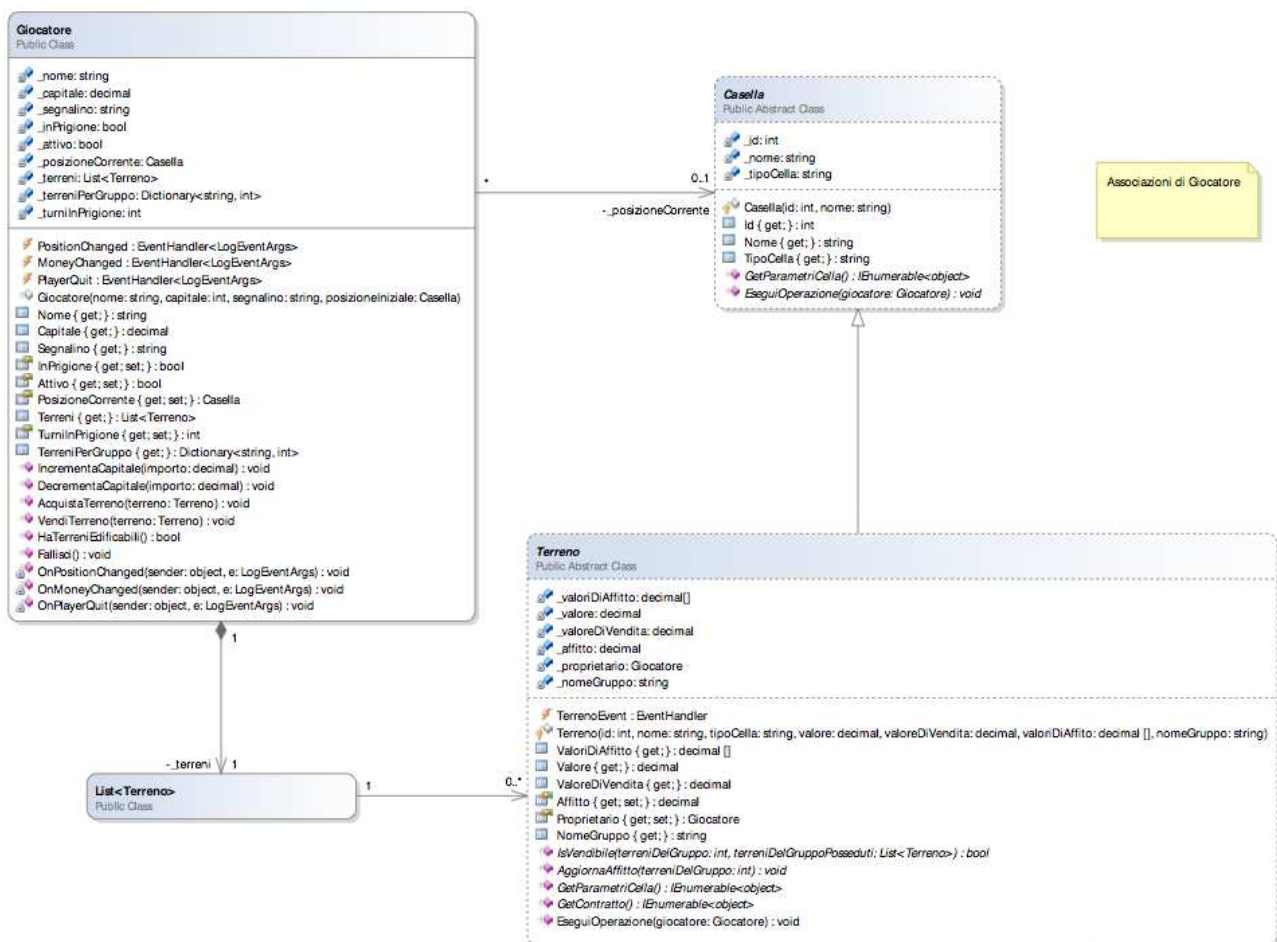 Giocatore
Public Class
_nome: string
_capitale: decimal
_segnalino: string
_inPrigione: bool
_attivo: bool
_posizioneCorrente: Casella
_terreni: List<Terreno>
_terreniPerGruppo: Dictionary<string, int>
_turniInPrigione: int
PositionChanged : EventHandler<LogEventArgs>
MoneyChanged : EventHandler<LogEventArgs>
PlayerQuit : EventHandler<LogEventArgs>
Giocatore(nome: string, capitale: int, segnalino: string, posizioneIniziale: Casella)
Nome { get; } : string
Capitale { get; } : decimal
Segnalino { get; } : string
InPrigione { get; set; } : bool
Attivo { get; set; } : bool
PosizioneCorrente { get; set; } : Casella
Terreni { get; } : List<Terreno>
TurniInPrigione { get; set; } : int
TerreniPerGruppo { get; } : Dictionary<string, int>
IncrementaCapitale(importo: decimal) : void
DecrementaCapitale(importo: decimal) : void
AcquistaTerreno(terreno: Terreno) : void
VendiTerreno(terreno: Terreno) : void
HaTerreniEdificabili() : bool
Fallisci() : void
OnPositionChanged(sender: object, e: LogEventArgs) : void
OnMoneyChanged(sender: object, e: LogEventArgs) : void
OnPlayerQuit(sender: object, e: LogEventArgs) : void
*
0..1
-_posizioneCorrente
Casella
Public Abstract Class
_id: int
_nome: string
_tipoCella: string
Casella(id: int, nome: string)
Id { get; } : int
Nome { get; } : string
TipoCella { get; } : string
GetParametriCella() : IEnumerable<object>
EseguiOperazione(giocatore: Giocatore) : void
Associazioni di Giocatore
1
-_terreni
1
List<Terreno>
Public Class
1
0..*
Terreno
Public Abstract Class
_valoriDiAffitto: decimal[]
_valore: decimal
_valoreDiVendita: decimal
_affitto: decimal
_proprietario: Giocatore
_nomeGruppo: string
TerrenoEvent : EventHandler
Terreno(id: int, nome: string, tipoCella: string, valore: decimal, valoreDiVendita: decimal, valoriDiAffito: decimal [], nomeGruppo: string)
ValoriDiAffitto { get; } : decimal []
Valore { get; } : decimal
ValoreDiVendita { get; } : decimal
Affitto { get; set; } : decimal
Proprietario { get; set; } : Giocatore
NomeGruppo { get; } : string
IsVendibile(terreniDelGruppo: int, terreniDelGruppoPosseduti: List<Terreno>) : bool
AggiornaAffitto(terreniDelGruppo: int) : void
GetParametriCella() : IEnumerable<object>
GetContratto() : IEnumerable<object>
EseguiOperazione(giocatore: Giocatore) : void